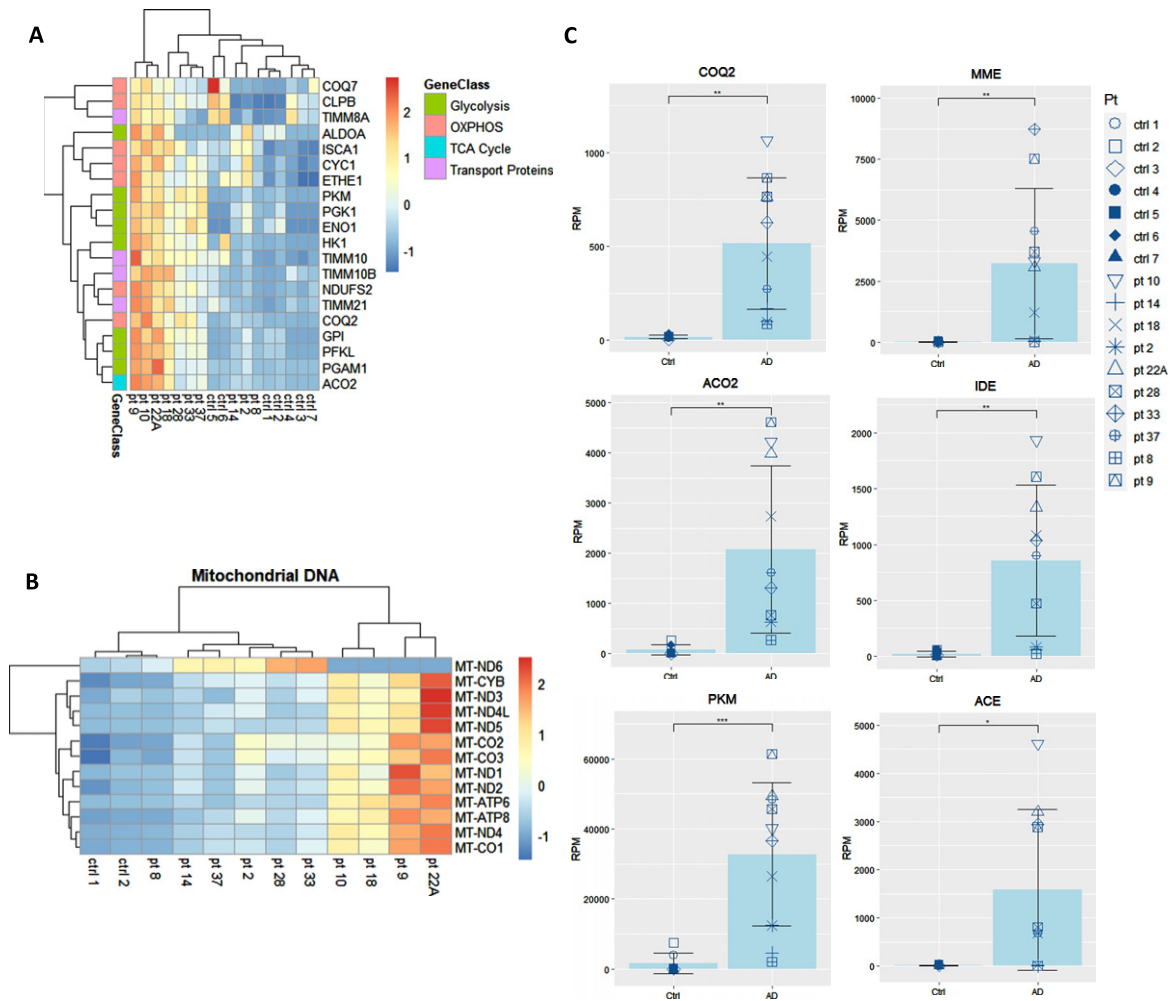 A
COQ7
CLPB
TIMM8A
ALDOA
ISCA1
CYC1
ETHE1
PKM
PGK1
ENO1
HK1
TIMM10
TIMM10B
NDUFS2
TIMM21
COQ2
GPI
PFKL
PGAM1
ACO2
2
1
0
-1
GeneClass
Glycolysis
OXPHOS
TCA Cycle
Transport Proteins
GeneClass
pt 9
pt 10
pt 22A
pt 18
pt 28
pt 33
pt 37
ctrl 5
ctrl 6
pt 14
pt 2
pt 8
ctrl 1
ctrl 2
ctrl 4
ctrl 3
ctrl 7
B
Mitochondrial DNA
MT-ND6
MT-CYB
MT-ND3
MT-ND4L
MT-ND5
MT-CO2
MT-CO3
MT-ND1
MT-ND2
MT-ATP6
MT-ATP8
MT-ND4
MT-CO1
2
1
0
-1
ctrl 1
ctrl 2
pt 8
pt 14
pt 37
pt 2
pt 28
pt 33
pt 10
pt 18
pt 9
pt 22A
C
COQ2
**
1000
500
0
RPM
Ctrl
AD
MME
**
10000
7500
5000
2500
0
RPM
Ctrl
AD
ACO2
**
5000
4000
3000
2000
1000
0
RPM
Ctrl
AD
IDE
**
2000
1500
1000
500
0
RPM
Ctrl
AD
PKM
***
60000
40000
20000
0
RPM
Ctrl
AD
ACE
*
5000
4000
3000
2000
1000
0
RPM
Ctrl
AD
Pt
ctrl 1
ctrl 2
ctrl 3
ctrl 4
ctrl 5
ctrl 6
ctrl 7
pt 10
pt 14
pt 18
pt 2
pt 22A
pt 28
pt 33
pt 37
pt 8
pt 9